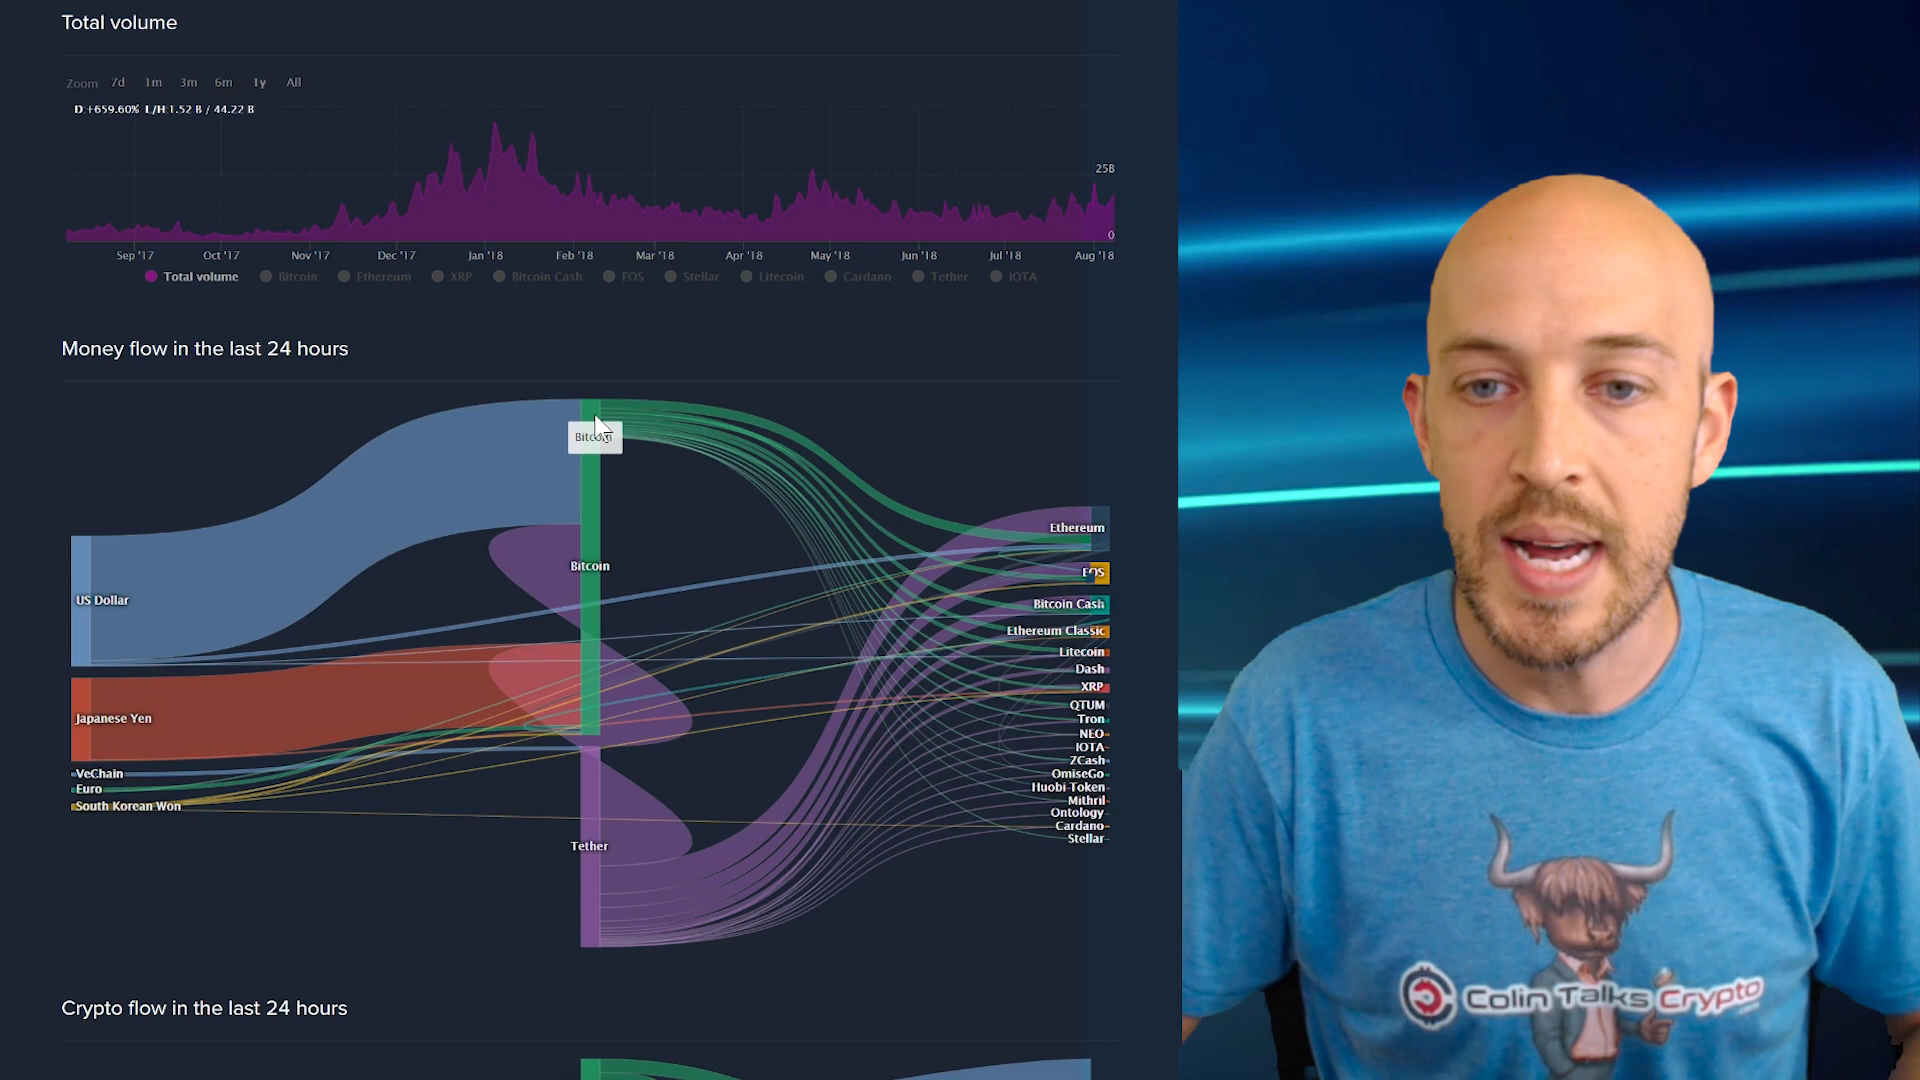 Total volume
Zoom 7d 1m 3m 6m 1y All
D:+659.60% L/H:1.52 B / 44.22 B
25B
0
Sep '17 Oct '17 Nov '17 Dec '17 Jan '18 Feb '18 Mar '18 Apr '18 May '18 Jun '18 Jul '18 Aug '18
Total volume Bitcoin Ethereum XRP Bitcoin Cash EOS Stellar Litecoin Cardano Tether IOTA
Money flow in the last 24 hours
Bitcoin
Ethereum
Bitcoin
EOS
US Dollar
Bitcoin Cash
Ethereum Classic
Litecoin
Dash
XRP
QTUM
Japanese Yen
Tron
NEO
IOTA
ZCash
VeChain
OmiseGo
Euro
Huobi Token
South Korean Won
Mithril
Ontology
Cardano
Stellar
Tether
Colin Talks Crypto
Crypto flow in the last 24 hours